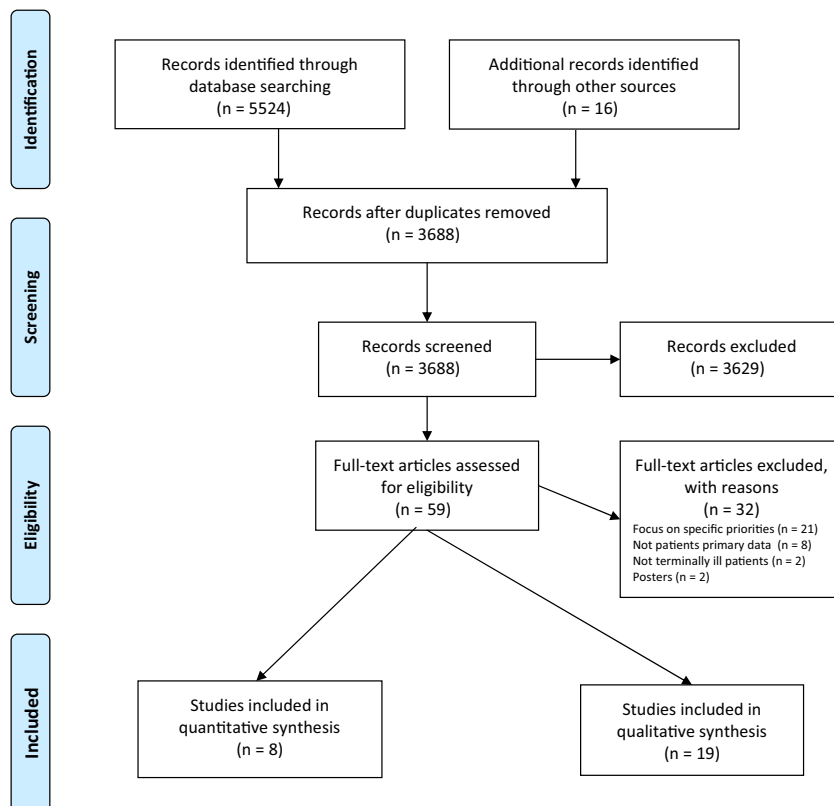 Identification
Records identified through
database searching
(n = 5524)
Additional records identified
through other sources
(n = 16)
Records after duplicates removed
(n = 3688)
Screening
Records screened
(n = 3688)
Records excluded
(n = 3629)
Eligibility
Full-text articles assessed
for eligibility
(n = 59)
Full-text articles excluded,
with reasons
(n = 32)
Focus on specific priorities (n = 21)
Not patients primary data (n = 8)
Not terminally ill patients (n = 2)
Posters (n = 2)
Included
Studies included in
quantitative synthesis
(n = 8)
Studies included in
qualitative synthesis
(n = 19)